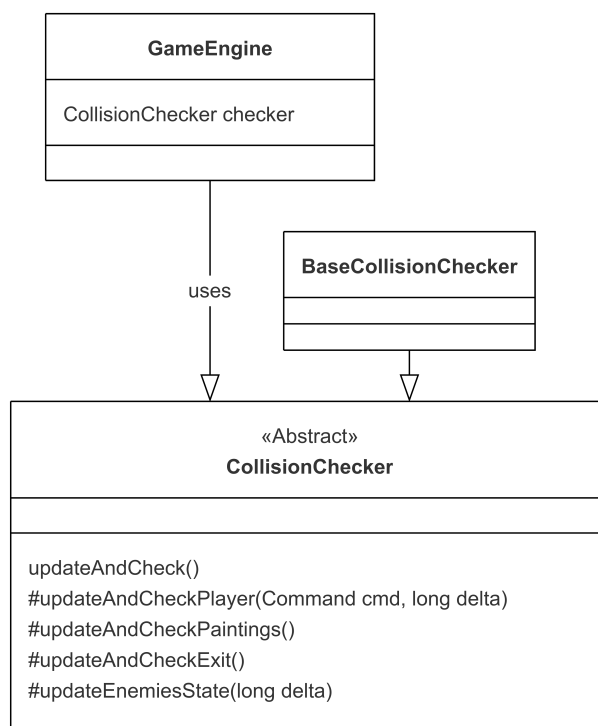 GameEngine
CollisionChecker checker
BaseCollisionChecker
uses
«Abstract»
CollisionChecker
updateAndCheck()
#updateAndCheckPlayer(Command cmd, long delta)
#updateAndCheckPaintings()
#updateAndCheckExit()
#updateEnemiesState(long delta)